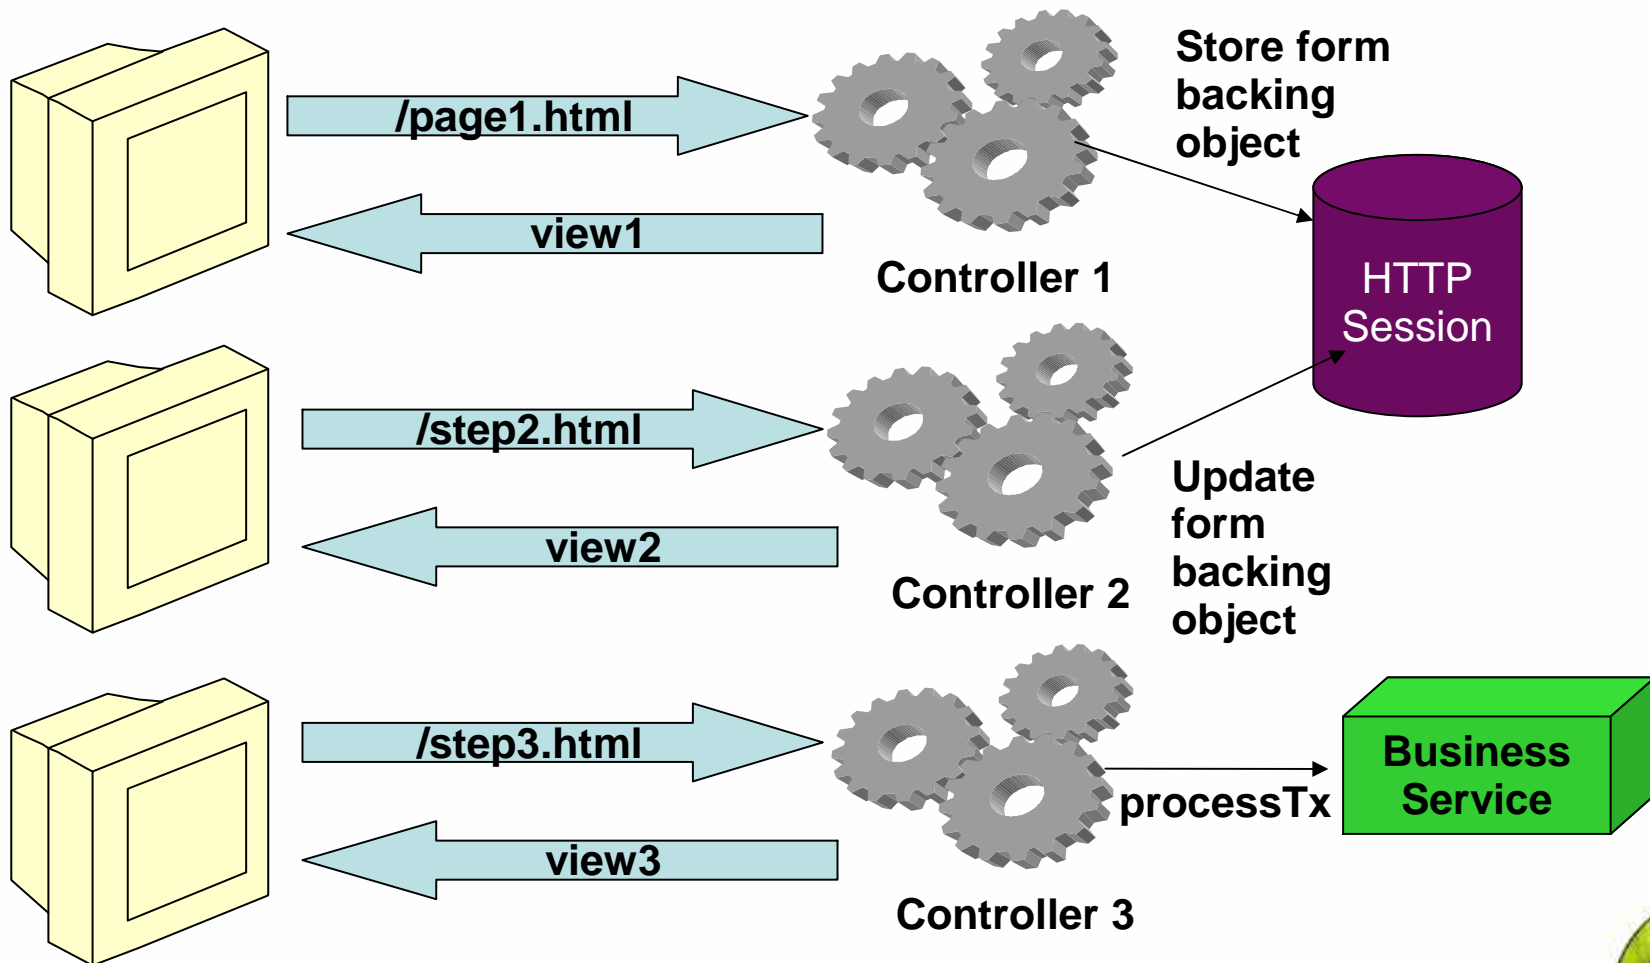 /page1.html
Store form
backing
object
view1
Controller 1
HTTP
Session
/step2.html
view2
Controller 2
Update
form
backing
object
/step3.html
processTx
Business
Service
view3
Controller 3